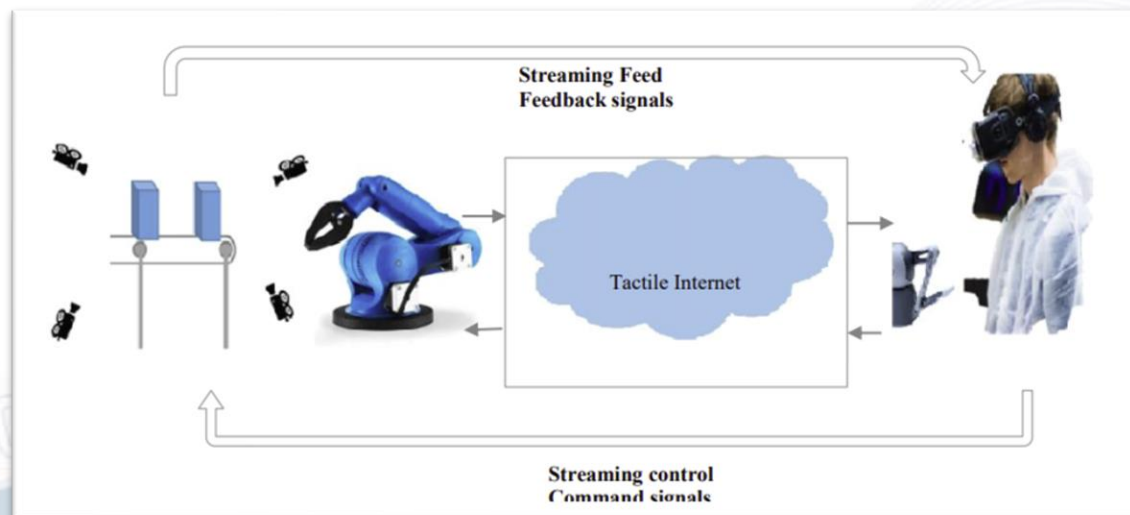 Streaming Feed
Feedback signals
Tactile Internet
Streaming control
Command signals